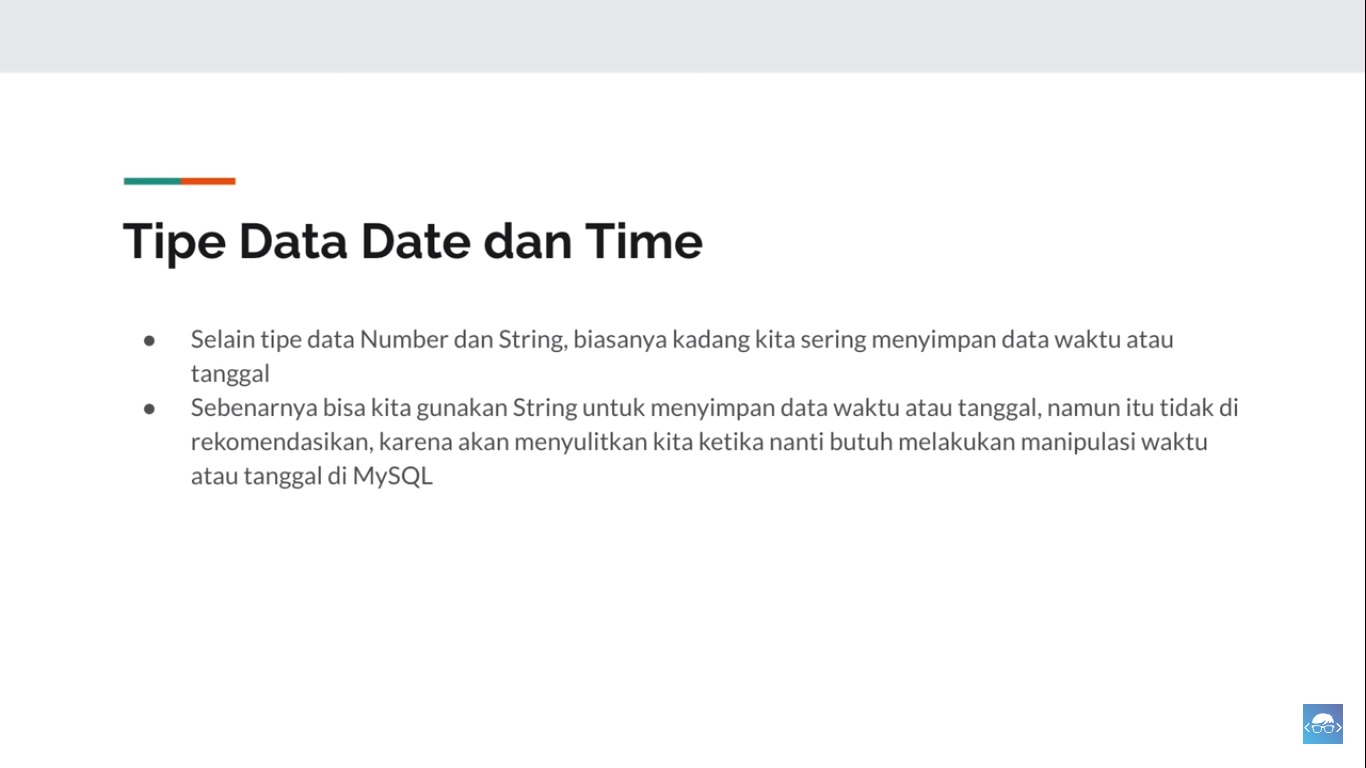 Tipe Data Date dan Time
● Selain tipe data Number dan String, biasanya kadang kita sering menyimpan data waktu atau
tanggal
● Sebenarnya bisa kita gunakan String untuk menyimpan data waktu atau tanggal, namun itu tidak di
rekomendasikan, karena akan menyulitkan kita ketika nanti butuh melakukan manipulasi waktu
atau tanggal di MySQL